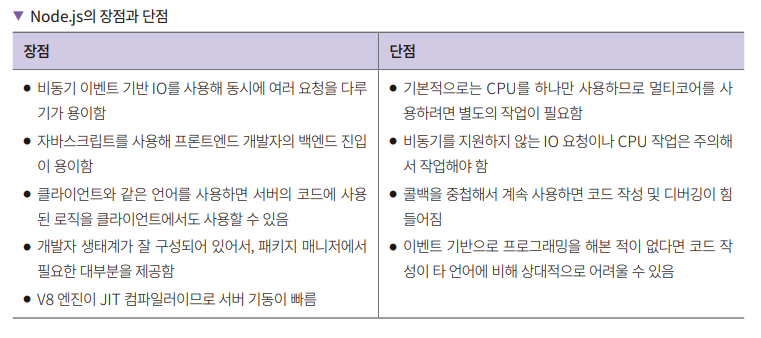 ▼ Node.js의 장점과 단점
장점
● 비동기 이벤트 기반 IO를 사용해 동시에 여러 요청을 다루
기가 용이함
● 자바스크립트를 사용해 프론트엔드 개발자의 백엔드 진입
이 용이함
● 클라이언트와 같은 언어를 사용하면 서버의 코드에 사용
된 로직을 클라이언트에서도 사용할 수 있음
● 개발자 생태계가 잘 구성되어 있어서, 패키지 매니저에서
필요한 대부분을 제공함
● V8 엔진이 JIT 컴파일러이므로 서버 기동이 빠름
단점
● 기본적으로는 CPU를 하나만 사용하므로 멀티코어를 사
용하려면 별도의 작업이 필요함
● 비동기를 지원하지 않는 IO 요청이나 CPU 작업은 주의해
서 작업해야 함
● 콜백을 중첩해서 계속 사용하면 코드 작성 및 디버깅이 힘
들어짐
● 이벤트 기반으로 프로그래밍을 해본 적이 없다면 코드 작
성이 타 언어에 비해 상대적으로 어려울 수 있음